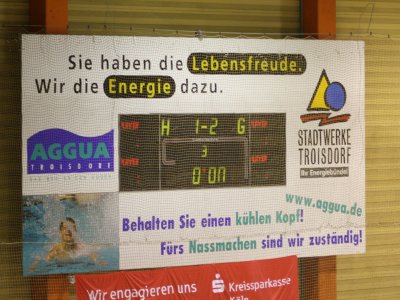 Sie haben die Lebensfreude.
Wir die Energie dazu.
H 1-2 G
3
0:00
AGGUA
TROISDORF
STADTWERKE
TROISDORF
Ihr Energiebündel
www.aggua.de
Behalten Sie einen kühlen Kopf!
Fürs Nassmachen sind wir zuständig!
Wir engagieren uns
Kreissparkasse
Köln